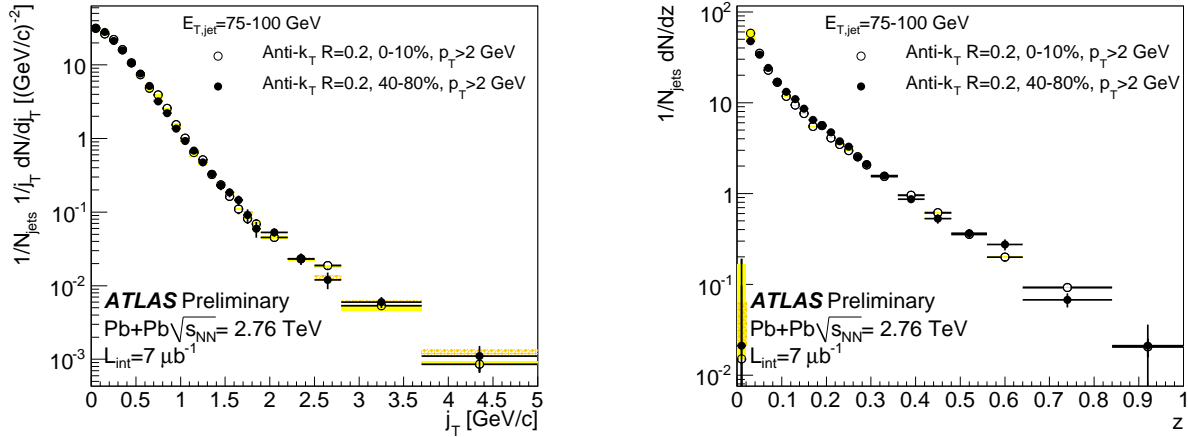 E_T,jet=75-100 GeV
Anti-k_T R=0.2, 0-10%, p_T>2 GeV
Anti-k_T R=0.2, 40-80%, p_T>2 GeV
1/N_jets 1/j_T dN/dj_T [(GeV/c)^-2]
10
1
10^-1
10^-2
10^-3
ATLAS Preliminary
Pb+Pb√s_NN= 2.76 TeV
L_int=7 μb^-1
0 0.5 1 1.5 2 2.5 3 3.5 4 4.5 5
j_T [GeV/c]
E_T,jet=75-100 GeV
Anti-k_T R=0.2, 0-10%, p_T>2 GeV
Anti-k_T R=0.2, 40-80%, p_T>2 GeV
1/N_jets dN/dz
10^2
10
1
10^-1
10^-2
ATLAS Preliminary
Pb+Pb√s_NN= 2.76 TeV
L_int=7 μb^-1
0 0.1 0.2 0.3 0.4 0.5 0.6 0.7 0.8 0.9 1
z